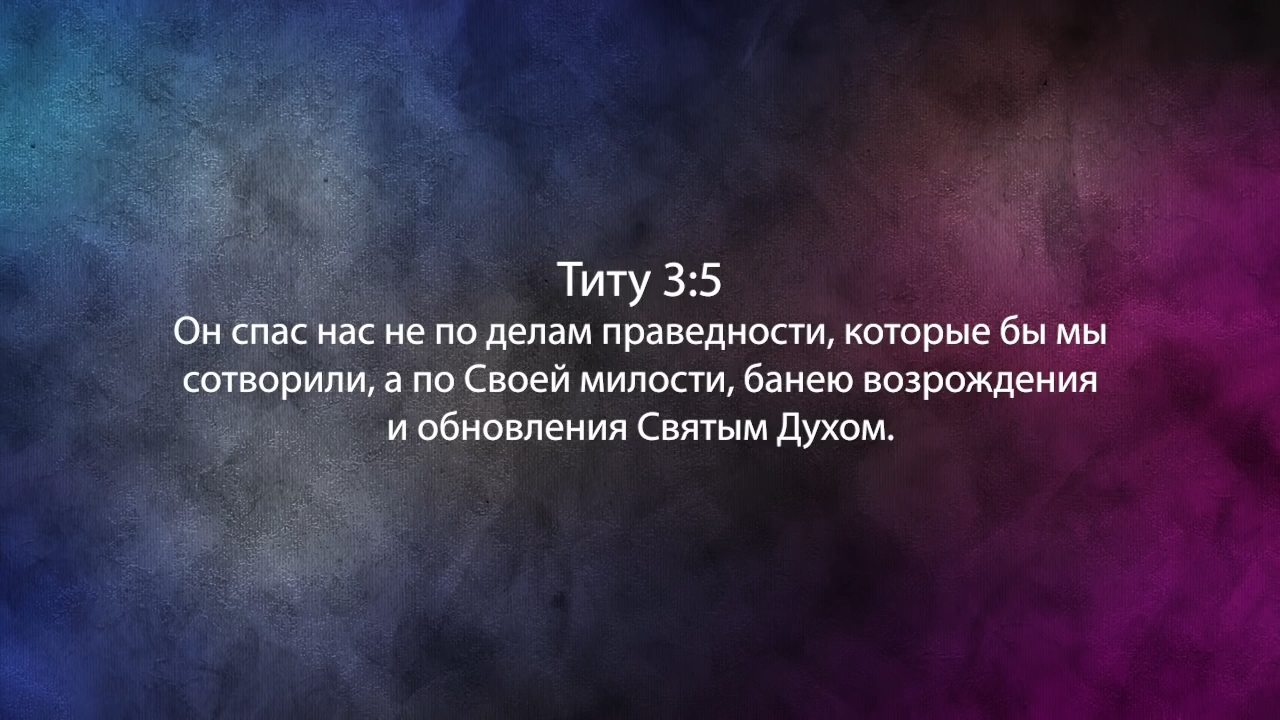 Титу 3:5
Он спас нас не по делам праведности, которые бы мы
сотворили, а по Своей милости, банею возрождения
и обновления Святым Духом.